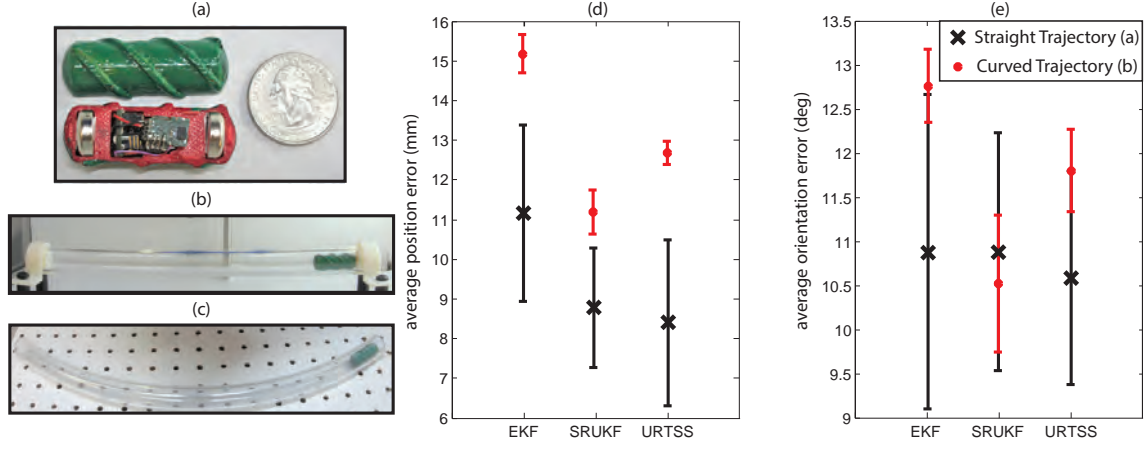 (a)
(b)
(c)
(d)
average position error (mm)
16
15
14
13
12
11
10
9
8
7
6
EKF
SRUKF
URTSS
(e)
Straight Trajectory (a)
Curved Trajectory (b)
average orientation error (deg)
13.5
13
12.5
12
11.5
11
10.5
10
9.5
9
EKF
SRUKF
URTSS